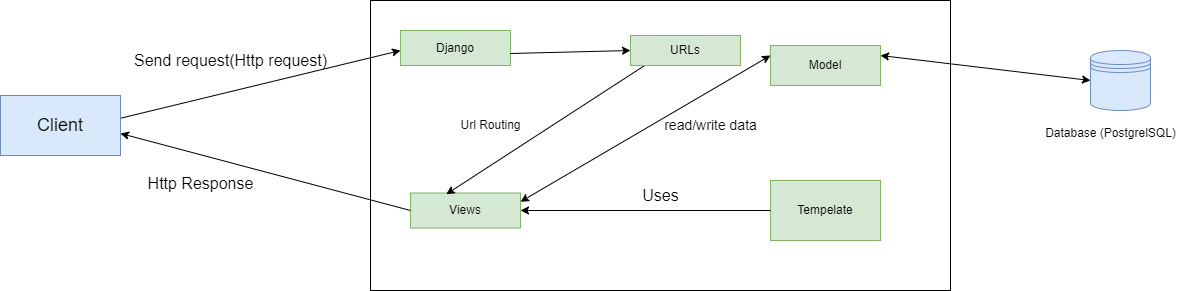 Django
URLs
Send request(Http request)
Model
Client
Url Routing
read/write data
Database (PostgrelSQL)
Http Response
Uses
Views
Tempelate